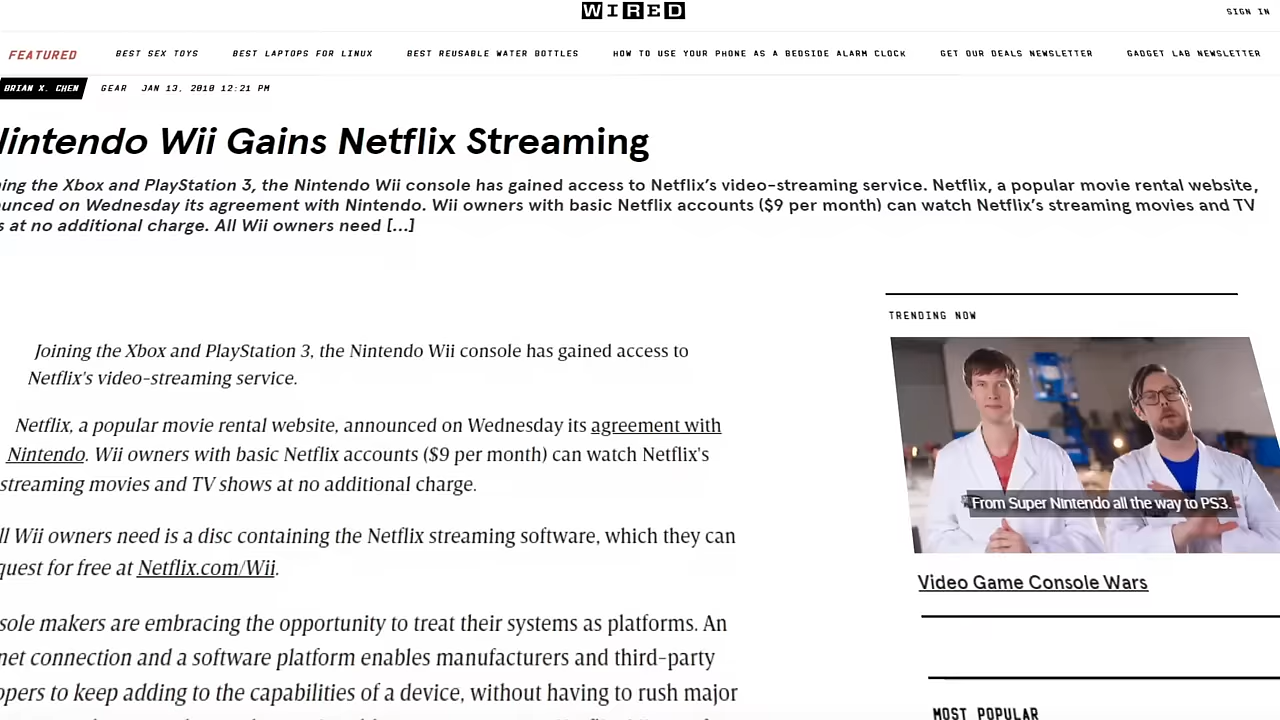 WIRED
SIGN IN
FEATURED BEST SEX TOYS BEST LAPTOPS FOR LINUX BEST REUSABLE WATER BOTTLES HOW TO USE YOUR PHONE AS A BEDSIDE ALARM CLOCK GET OUR DEALS NEWSLETTER GADGET LAB NEWSLETTER
BRIAN X. CHEN GEAR JAN 13, 2010 12:21 PM
Nintendo Wii Gains Netflix Streaming
the Xbox and PlayStation 3, the Nintendo Wii console has gained access to Netflix's video-streaming service. Netflix, a popular movie rental website,
on Wednesday its agreement with Nintendo. Wii owners with basic Netflix accounts ($9 per month) can watch Netflix's streaming movies and TV
at no additional charge. All Wii owners need [...]
Joining the Xbox and PlayStation 3, the Nintendo Wii console has gained access to
Netflix's video-streaming service.
Netflix, a popular movie rental website, announced on Wednesday its agreement with
Nintendo. Wii owners with basic Netflix accounts ($9 per month) can watch Netflix's
streaming movies and TV shows at no additional charge.
Wii owners need is a disc containing the Netflix streaming software, which they can
for free at Netflix.com/Wii.
makers are embracing the opportunity to treat their systems as platforms. An
connection and a software platform enables manufacturers and third-party
to keep adding to the capabilities of a device, without having to rush major
TRENDING NOW
From Super Nintendo all the way to PS3.
Video Game Console Wars
MOST POPULAR